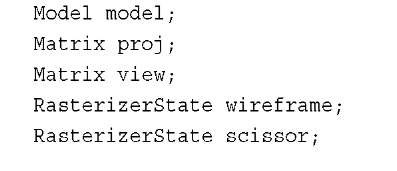 Model model;
Matrix proj;
Matrix view;
RasterizerState wireframe;
RasterizerState scissor;